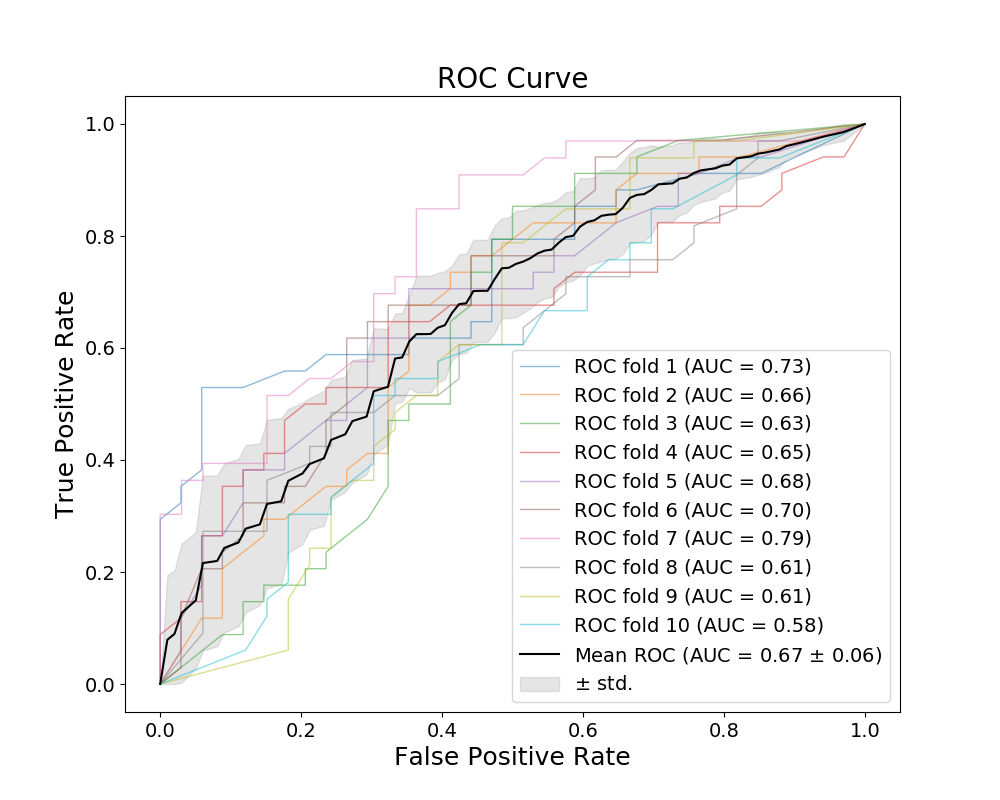 ROC Curve
True Positive Rate
1.0
0.8
0.6
0.4
0.2
0.0
ROC fold 1 (AUC = 0.73)
ROC fold 2 (AUC = 0.66)
ROC fold 3 (AUC = 0.63)
ROC fold 4 (AUC = 0.65)
ROC fold 5 (AUC = 0.68)
ROC fold 6 (AUC = 0.70)
ROC fold 7 (AUC = 0.79)
ROC fold 8 (AUC = 0.61)
ROC fold 9 (AUC = 0.61)
ROC fold 10 (AUC = 0.58)
Mean ROC (AUC = 0.67 ± 0.06)
± std.
0.0 0.2 0.4 0.6 0.8 1.0
False Positive Rate